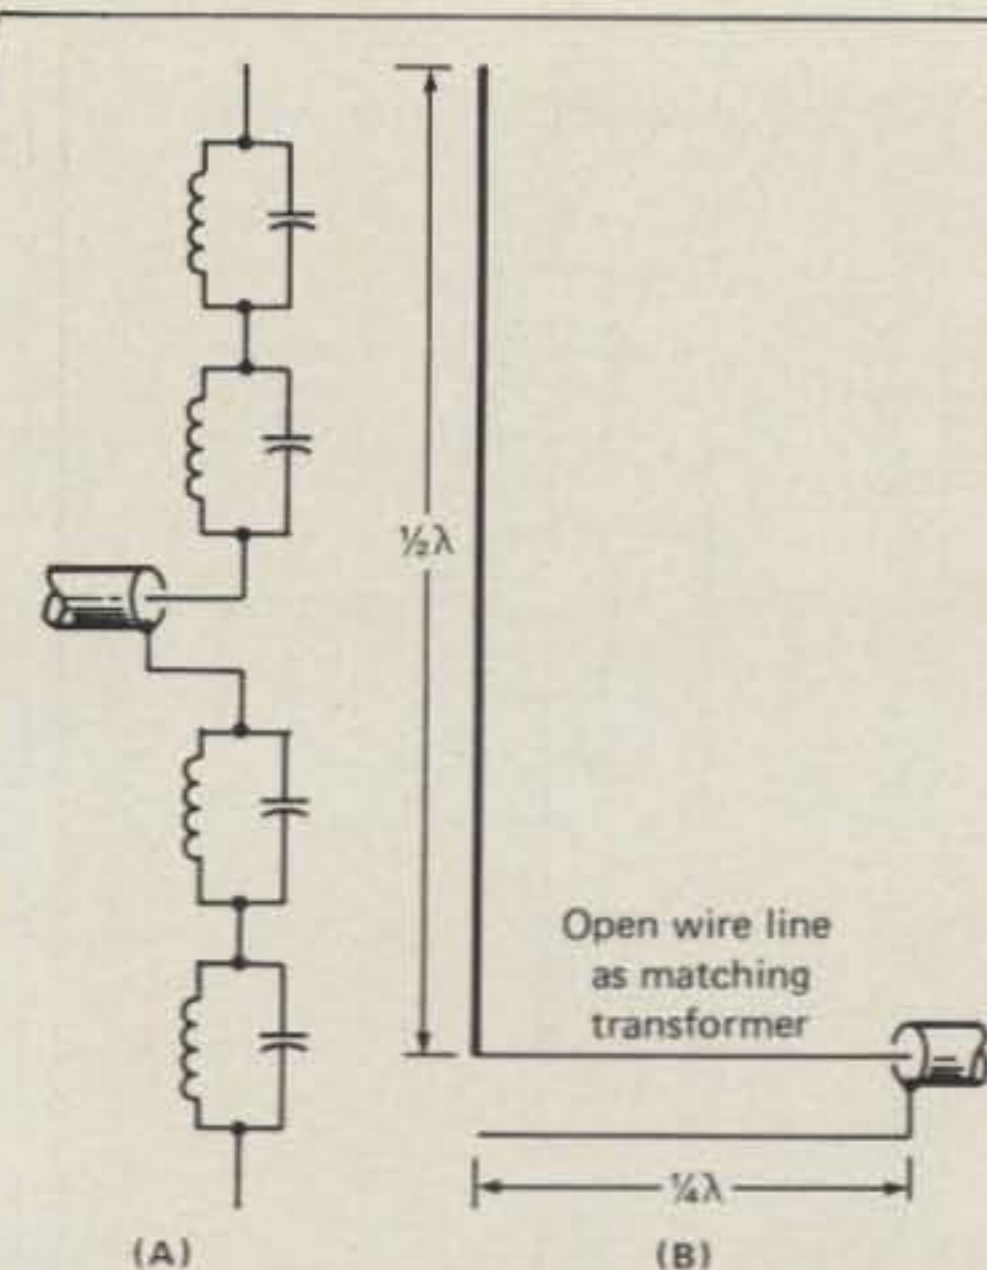 ½λ
Open wire line
as matching
transformer
¼λ
(A)
(B)